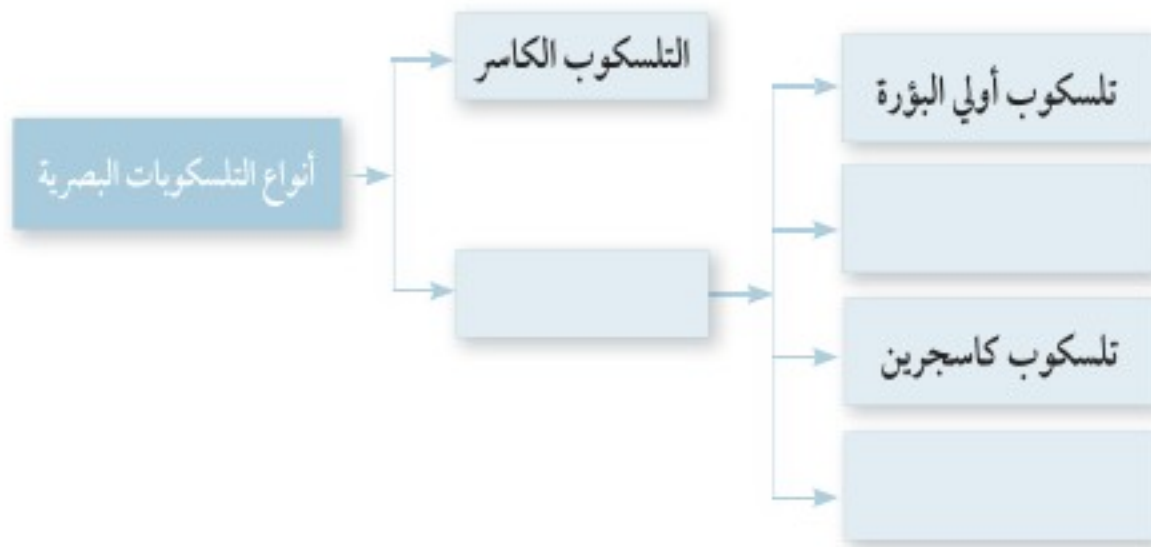 أنواع التلسكوبات البصرية
التلسكوب الكاسر
تلسكوب أولي البؤرة
تلسكوب كاسجرين